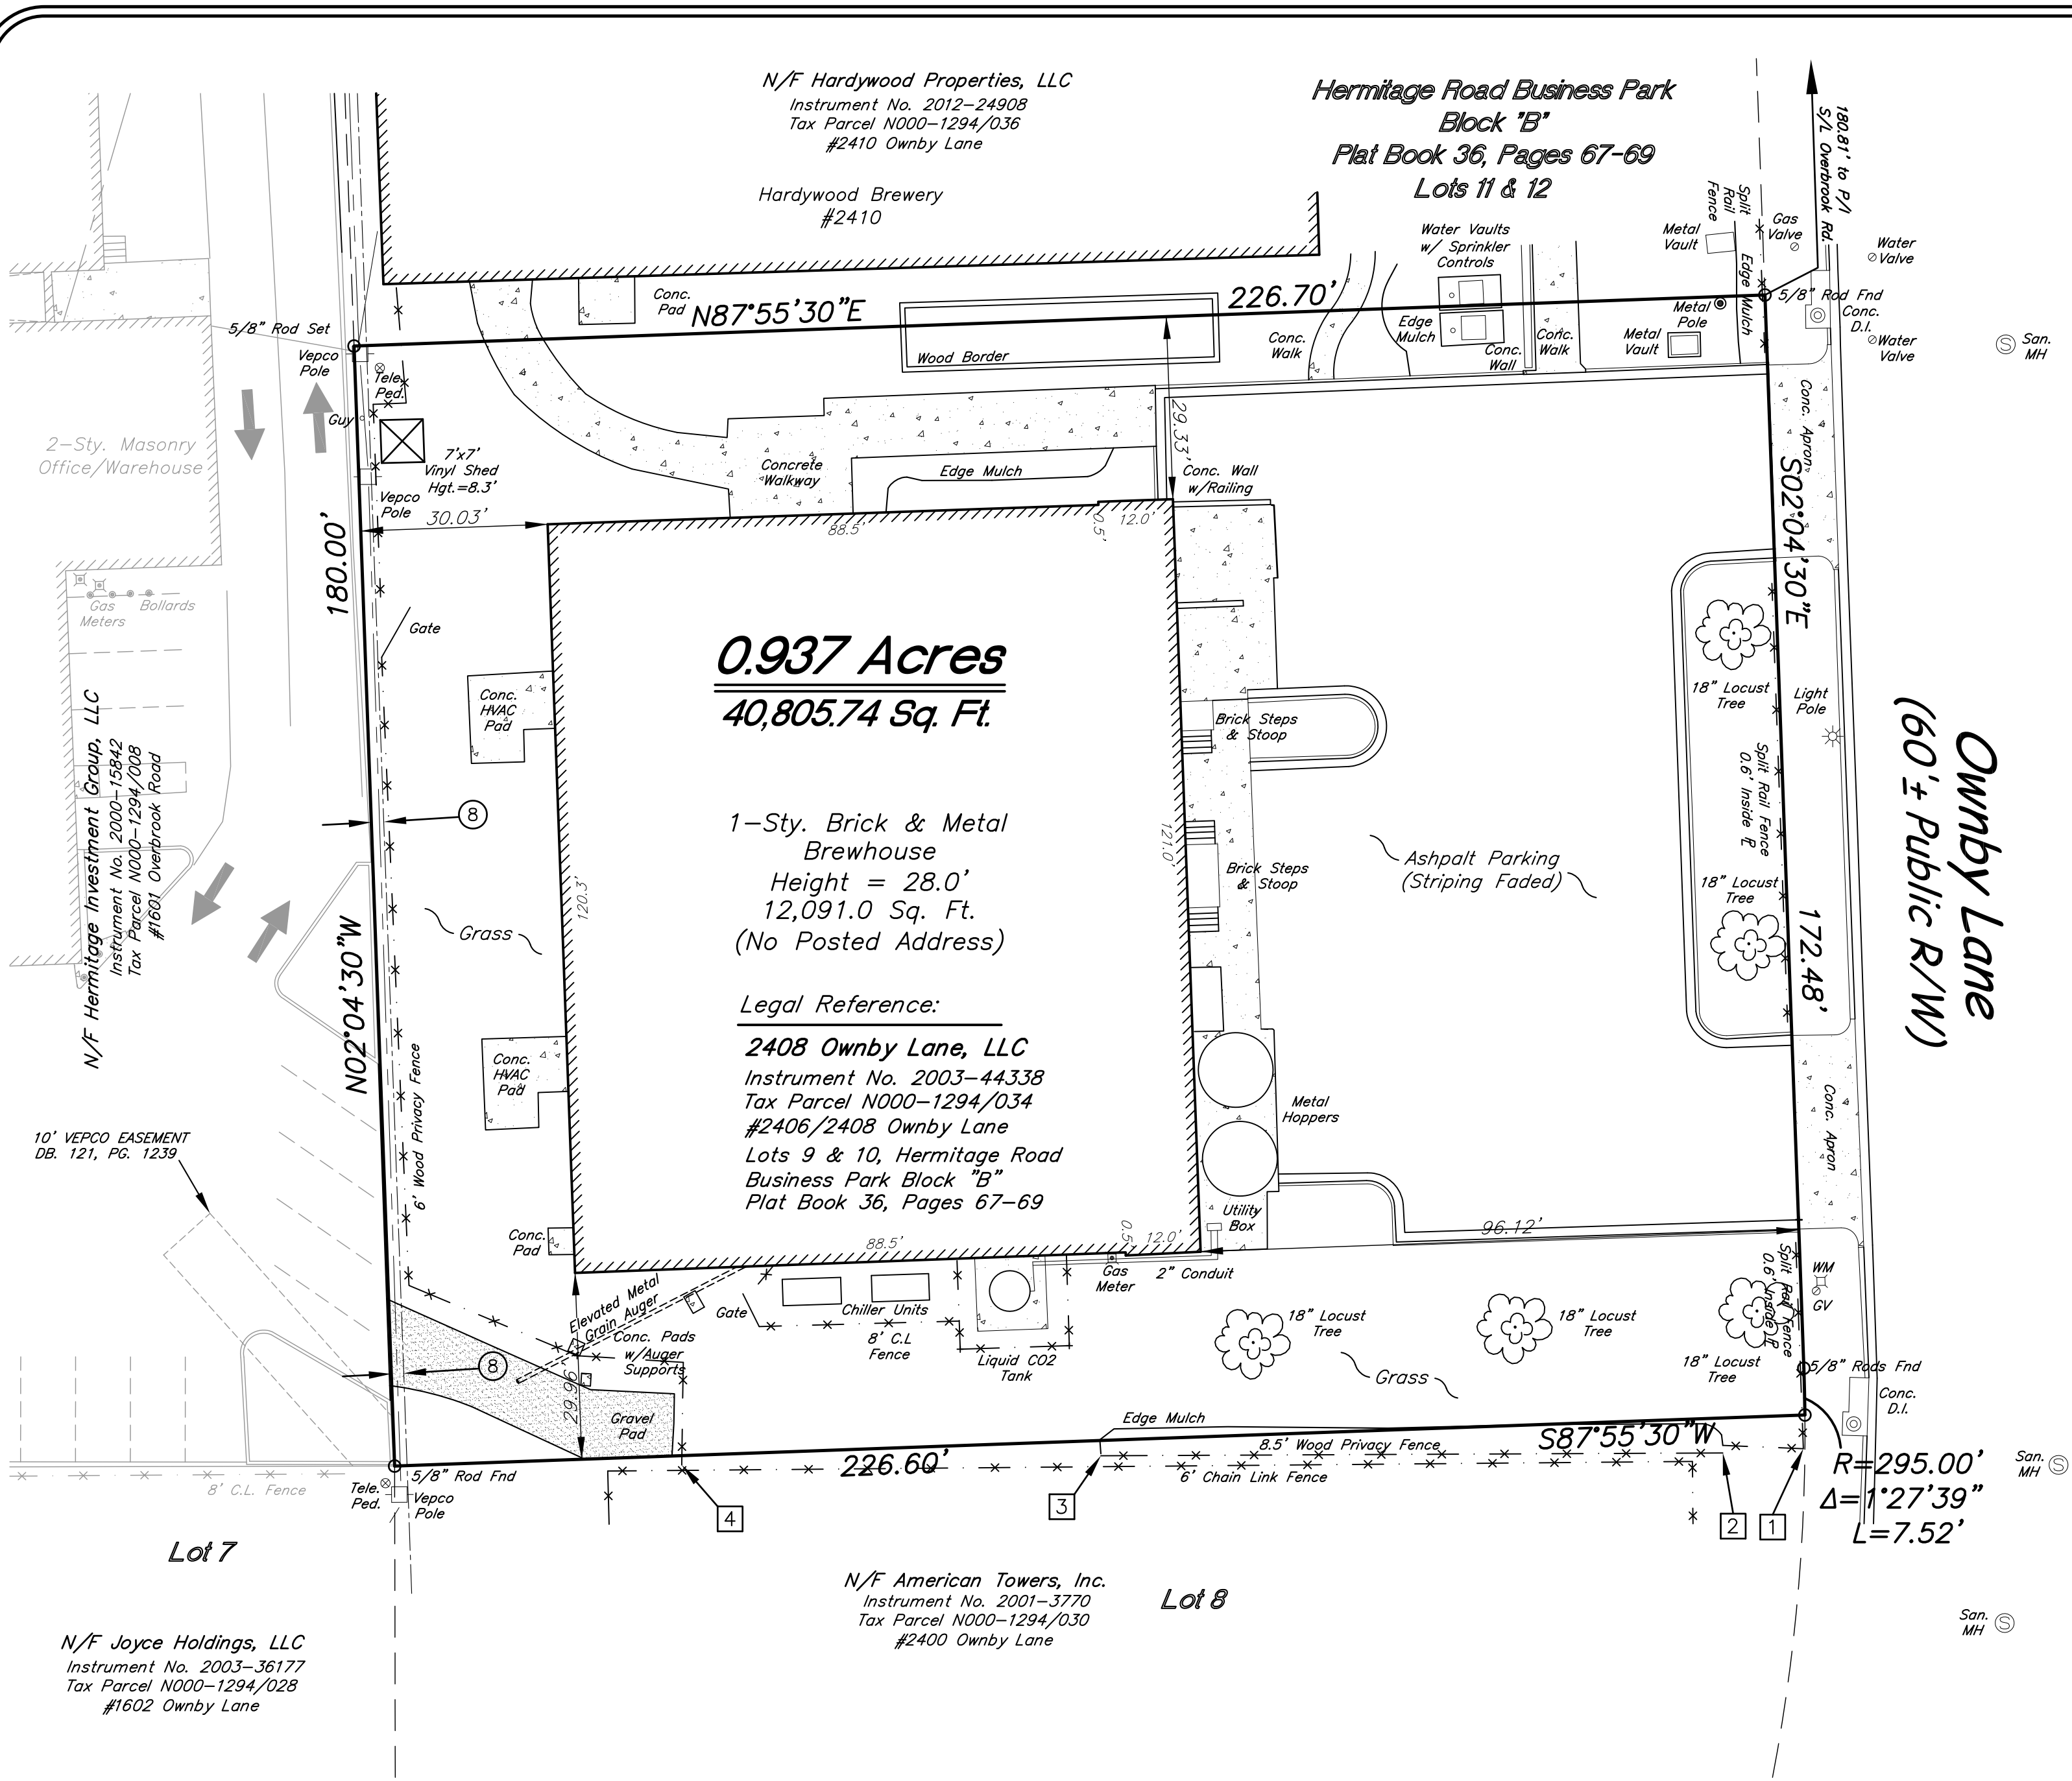 N/F Hardywood Properties, LLC
Instrument No. 2012-24908
Tax Parcel N000-1294/036
#2410 Ownby Lane
Hardywood Brewery
#2410
Hermitage Road Business Park
Block "B"
Plat Book 36, Pages 67-69
Lots 11 & 12
180.81' to P/I
S/L Overbrook Rd.
Split
Rail
Fence
Gas
Valve
Metal
Vault
Water
Valve
Water Vaults
w/ Sprinkler
Controls
Edge Mulch
Conc.
Pad
N87°55'30"E
226.70'
5/8" Rod Fnd
Conc.
D.I.
Metal
Pole
Water
Valve
San.
MH
5/8" Rod Set
Vepco
Pole
Tele.
Ped.
Guy
Wood Border
Conc.
Walk
Edge
Mulch
Conc.
Wall
Conc.
Walk
Metal
Vault
2-Sty. Masonry
Office/Warehouse
7'x7'
Vinyl Shed
Hgt.=8.3'
Vepco
Pole
30.03'
Concrete
Walkway
Edge Mulch
29.33'
Conc. Wall
w/Railing
Conc. Apron
S02°04'30"E
88.5'
0.5'
12.0'
180.00'
Gas
Meters
Bollards
Gate
0.937 Acres
40,805.74 Sq. Ft.
Conc.
HVAC
Pad
Brick Steps
& Stoop
18" Locust
Tree
Light
Pole
Split Rail Fence
0.6' Inside PL
Ownby Lane
(60'± Public R/W)
N/F Hermitage Investment Group, LLC
Instrument No. 2000-15842
Tax Parcel N000-1294/008
#1601 Overbrook Road
8
1-Sty. Brick & Metal
Brewhouse
Height = 28.0'
12,091.0 Sq. Ft.
(No Posted Address)
121.0'
120.3'
Brick Steps
& Stoop
Ashpalt Parking
(Striping Faded)
18" Locust
Tree
172.48'
Grass
N02°04'30"W
6' Wood Privacy Fence
Legal Reference:
2408 Ownby Lane, LLC
Instrument No. 2003-44338
Tax Parcel N000-1294/034
#2406/2408 Ownby Lane
Lots 9 & 10, Hermitage Road
Business Park Block "B"
Plat Book 36, Pages 67-69
Conc.
HVAC
Pad
Metal
Hoppers
Conc. Apron
10' VEPCO EASEMENT
DB. 121, PG. 1239
Conc.
Pad
Utility
Box
96.12'
88.5'
0.5'
12.0'
Gas
Meter
2" Conduit
Split Rail Fence
0.6' Inside PL
WM
GV
Elevated Metal
Grain Auger
Gate
Chiller Units
8' C.L
Fence
Conc. Pads
w/Auger
Supports
Liquid CO2
Tank
18" Locust
Tree
18" Locust
Tree
18" Locust
Tree
5/8" Rods Fnd
8
29.96'
Gravel
Pad
Grass
Conc.
D.I.
Edge Mulch
8.5' Wood Privacy Fence
S87°55'30"W
226.60'
6' Chain Link Fence
5/8" Rod Fnd
8' C.L. Fence
Tele.
Ped.
Vepco
Pole
4
3
2
1
R=295.00'
Δ=1°27'39"
L=7.52'
San.
MH
Lot 7
N/F American Towers, Inc.
Instrument No. 2001-3770
Tax Parcel N000-1294/030
#2400 Ownby Lane
Lot 8
San.
MH
N/F Joyce Holdings, LLC
Instrument No. 2003-36177
Tax Parcel N000-1294/028
#1602 Ownby Lane